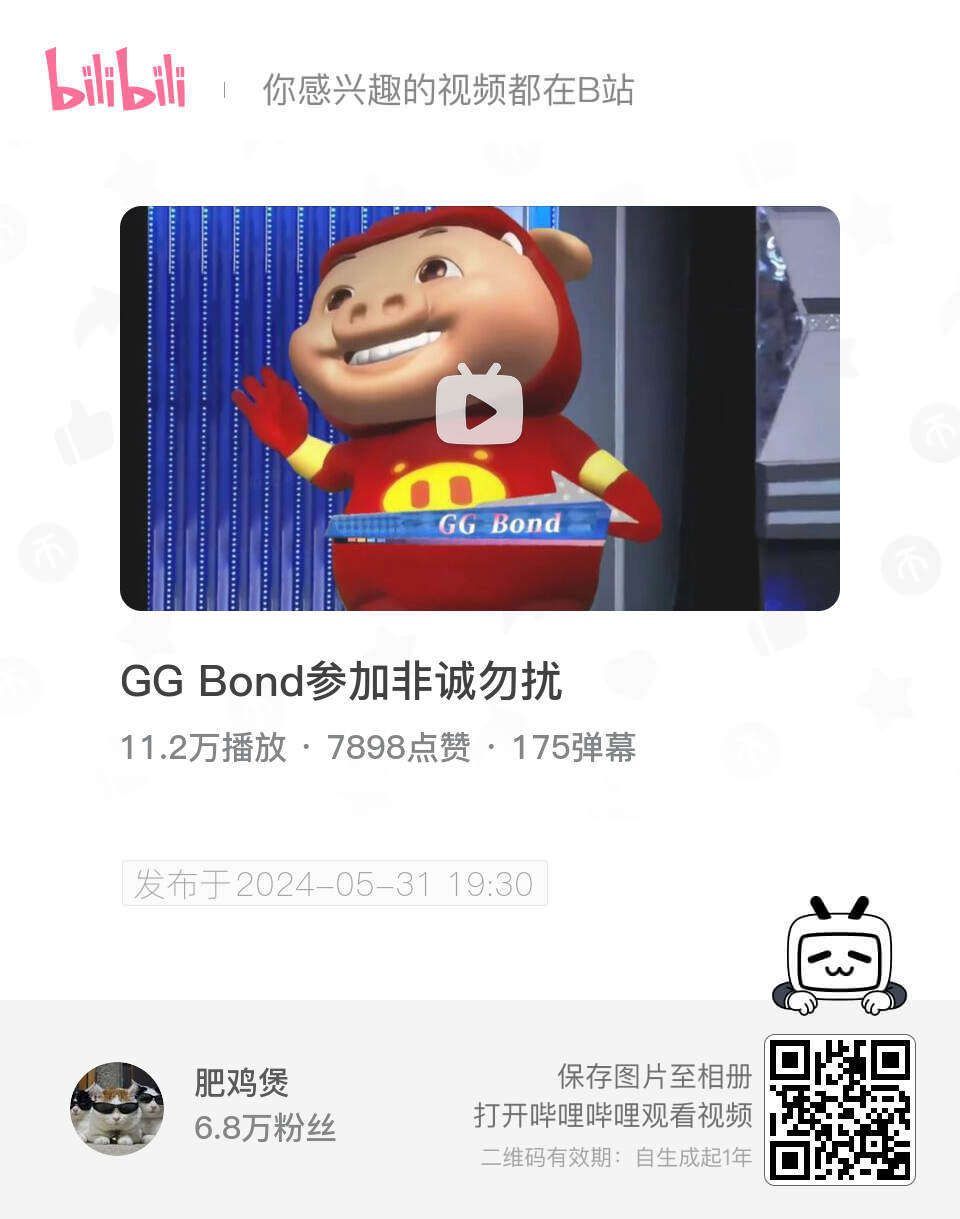 bilibili
你感兴趣的视频都在B站
GG Bond
GG Bond参加非诚勿扰
11.2万播放 · 7898点赞 · 175弹幕
发布于2024-05-31 19:30
肥鸡煲
6.8万粉丝
保存图片至相册
打开哔哩哔哩观看视频
二维码有效期：自生成起1年